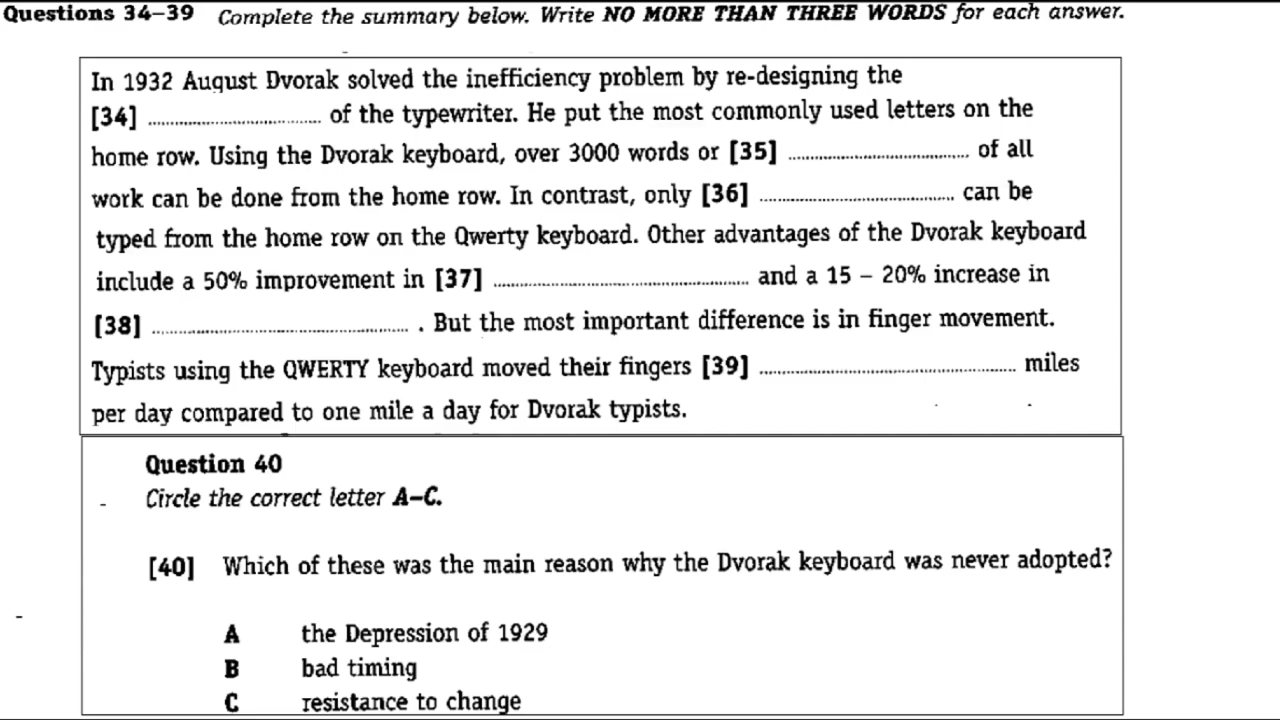 Questions 34–39 Complete the summary below. Write NO MORE THAN THREE WORDS for each answer.
In 1932 August Dvorak solved the inefficiency problem by re-designing the
[34] .................................. of the typewriter. He put the most commonly used letters on the
home row. Using the Dvorak keyboard, over 3000 words or [35] .................................. of all
work can be done from the home row. In contrast, only [36] .................................. can be
typed from the home row on the Qwerty keyboard. Other advantages of the Dvorak keyboard
include a 50% improvement in [37] .................................. and a 15 – 20% increase in
[38] .................................. . But the most important difference is in finger movement.
Typists using the QWERTY keyboard moved their fingers [39] .................................. miles
per day compared to one mile a day for Dvorak typists.
Question 40
Circle the correct letter A–C.
[40] Which of these was the main reason why the Dvorak keyboard was never adopted?
A the Depression of 1929
B bad timing
C resistance to change